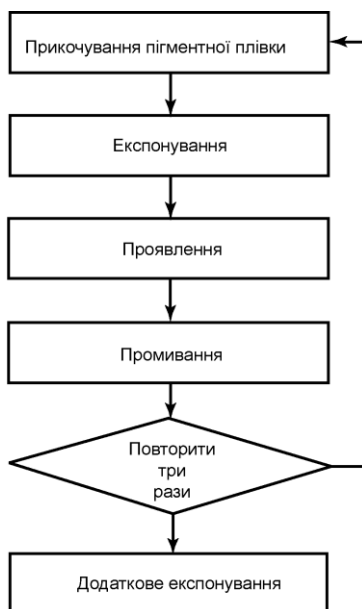 Прикочування пігментної плівки
Експонування
Проявлення
Промивання
Повторити
три
рази
Додаткове експонування